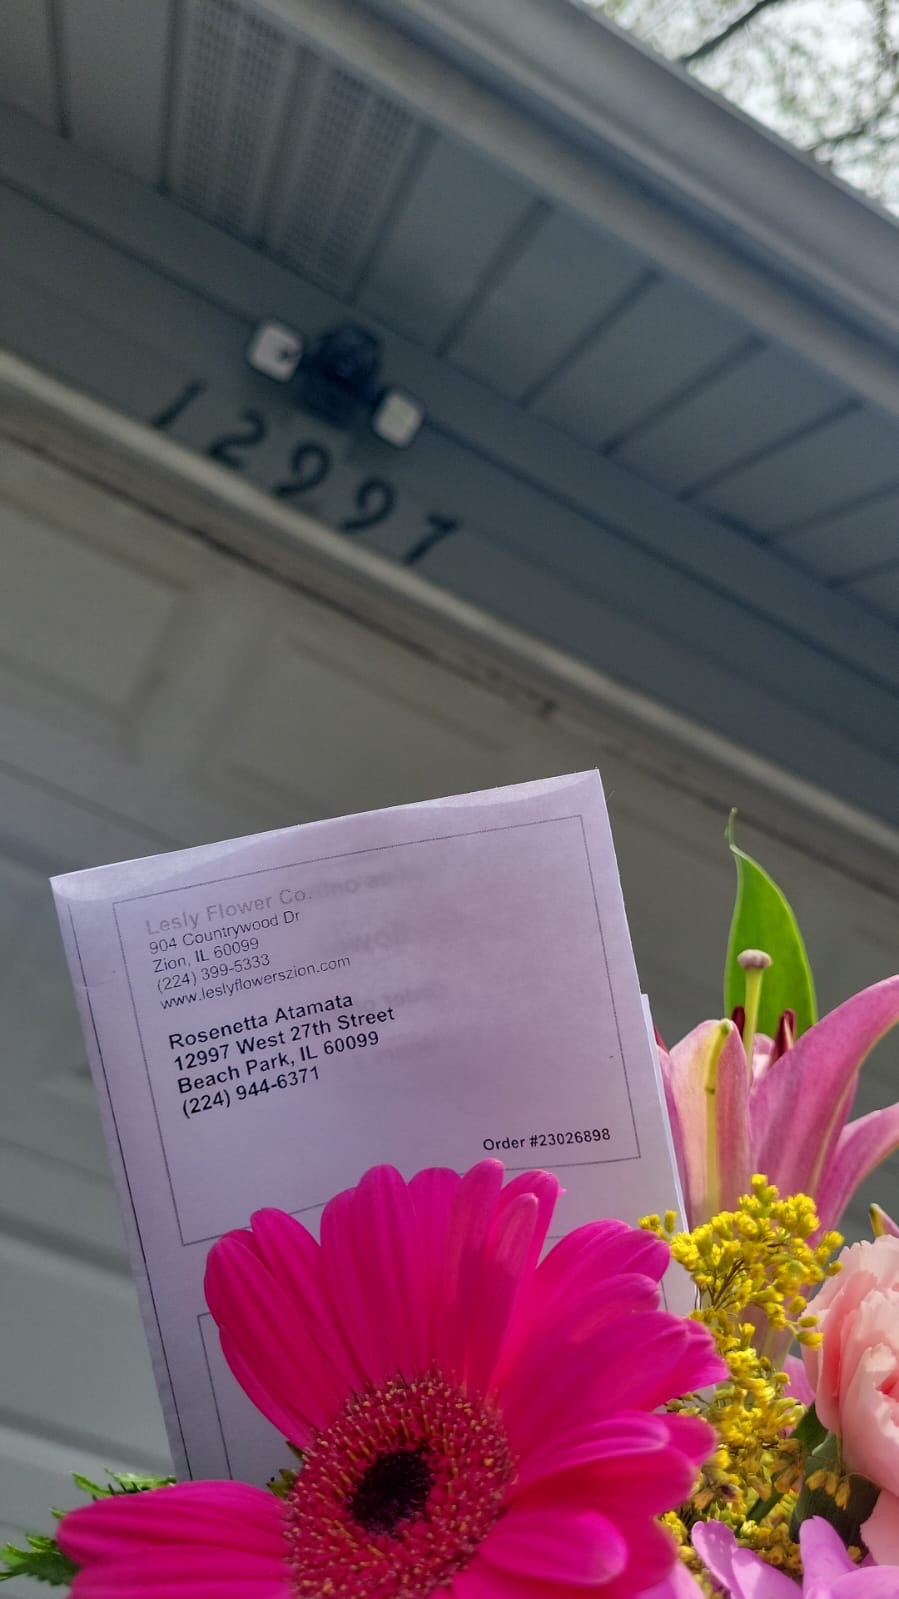 12997
Lesly Flower Co.
904 Countrywood Dr
Zion, IL 60099
(224) 399-5333
www.leslyflowerszion.com
Rosenetta Atamata
12997 West 27th Street
Beach Park, IL 60099
(224) 944-6371
Order #23026898